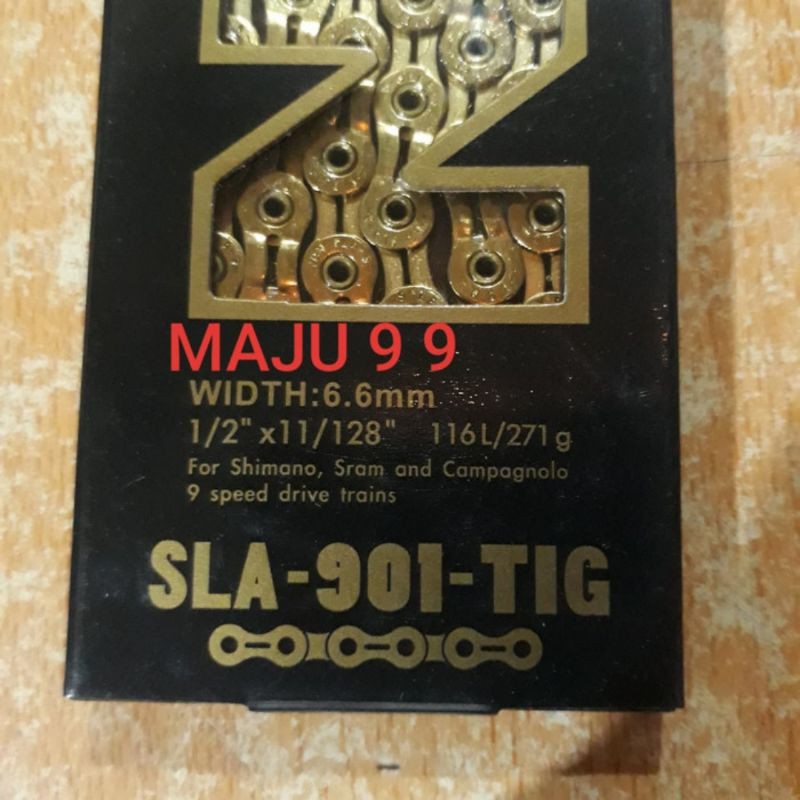 MAJU 9 9
WIDTH:6.6mm
1/2" x11/128" 116L/271g
For Shimano, Sram and Campagnolo
9 speed drive trains
SLA-901-TIG